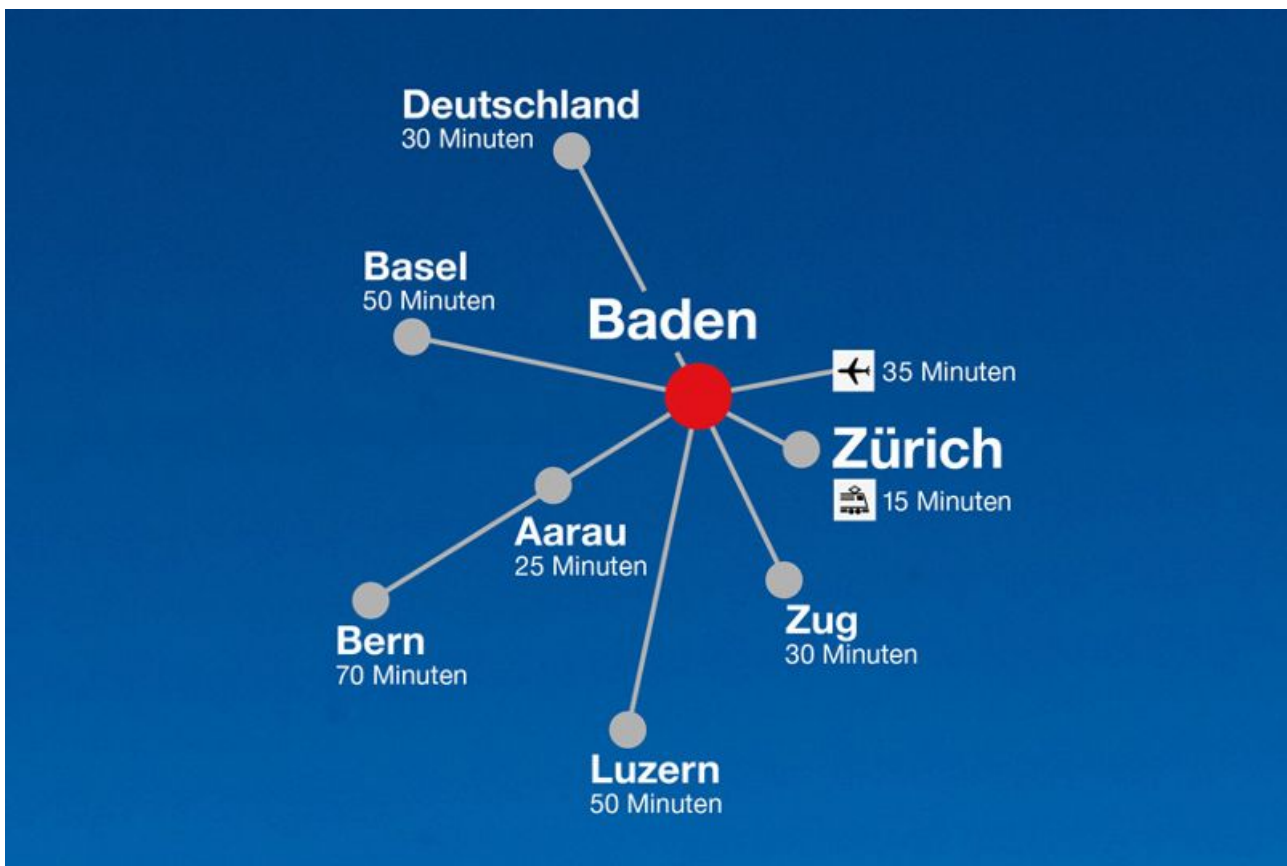 Deutschland
30 Minuten
Basel
50 Minuten
Baden
35 Minuten
Zürich
15 Minuten
Aarau
25 Minuten
Zug
30 Minuten
Bern
70 Minuten
Luzern
50 Minuten